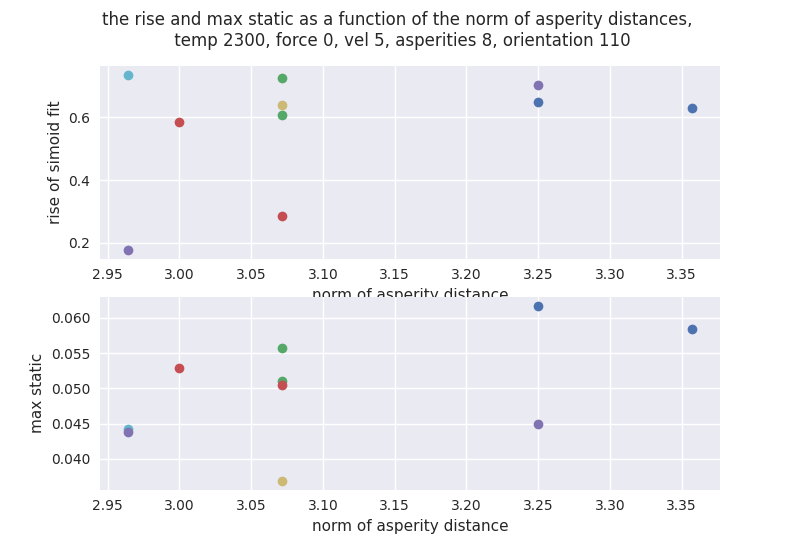 the rise and max static as a function of the norm of asperity distances,
temp 2300, force 0, vel 5, asperities 8, orientation 110
rise of simoid fit
0.6
0.4
0.2
2.95 3.00 3.05 3.10 3.15 3.20 3.25 3.30 3.35
norm of asperity distance
max static
0.060
0.055
0.050
0.045
0.040
2.95 3.00 3.05 3.10 3.15 3.20 3.25 3.30 3.35
norm of asperity distance